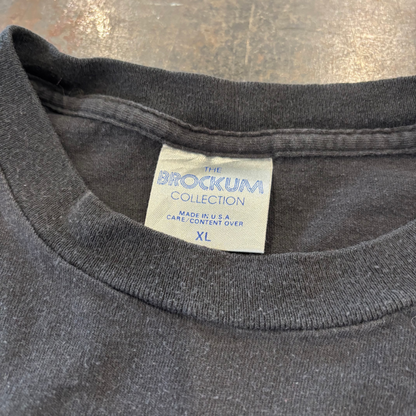 THE
BROCKUM
COLLECTION
MADE IN U.S.A.
CARE/CONTENT OVER
XL